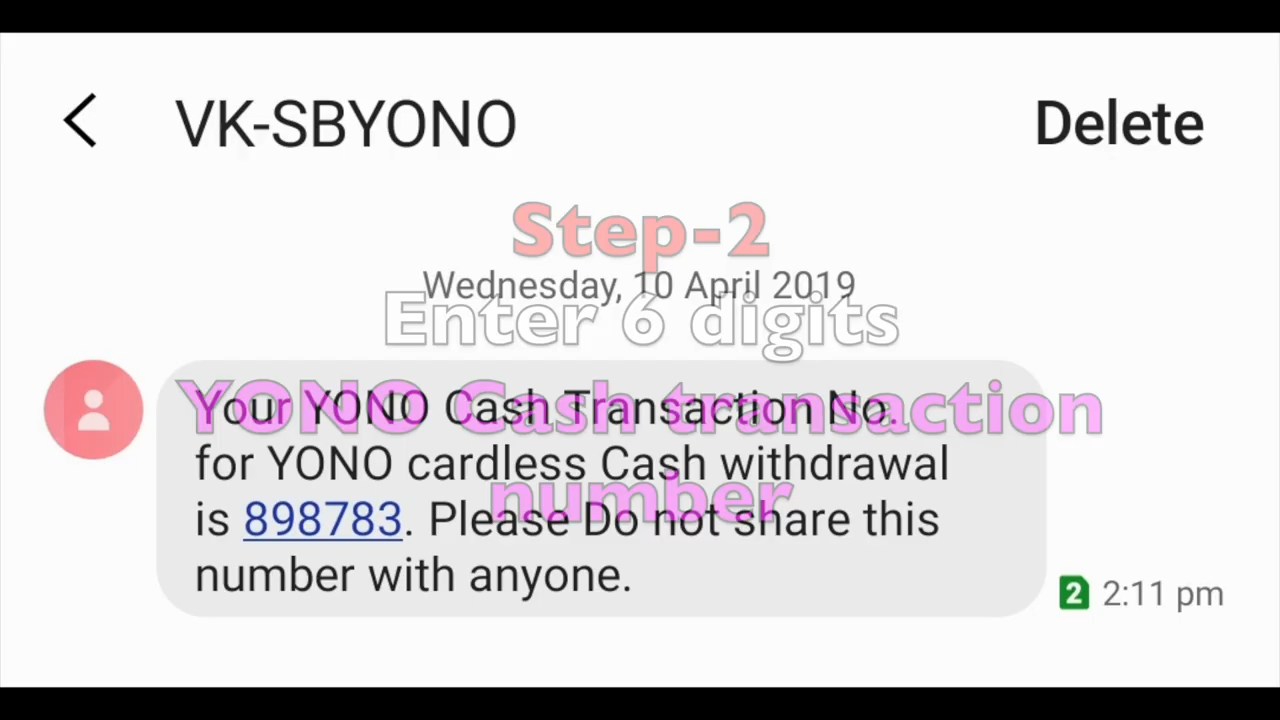 VK-SBYONO
Delete
Step-2
Wednesday, 10 April 2019
Enter 6 digits
YONO Cash transaction
number
Your YONO Cash Transaction No.
for YONO cardless Cash withdrawal
is 898783. Please Do not share this
number with anyone.
2 2:11 pm